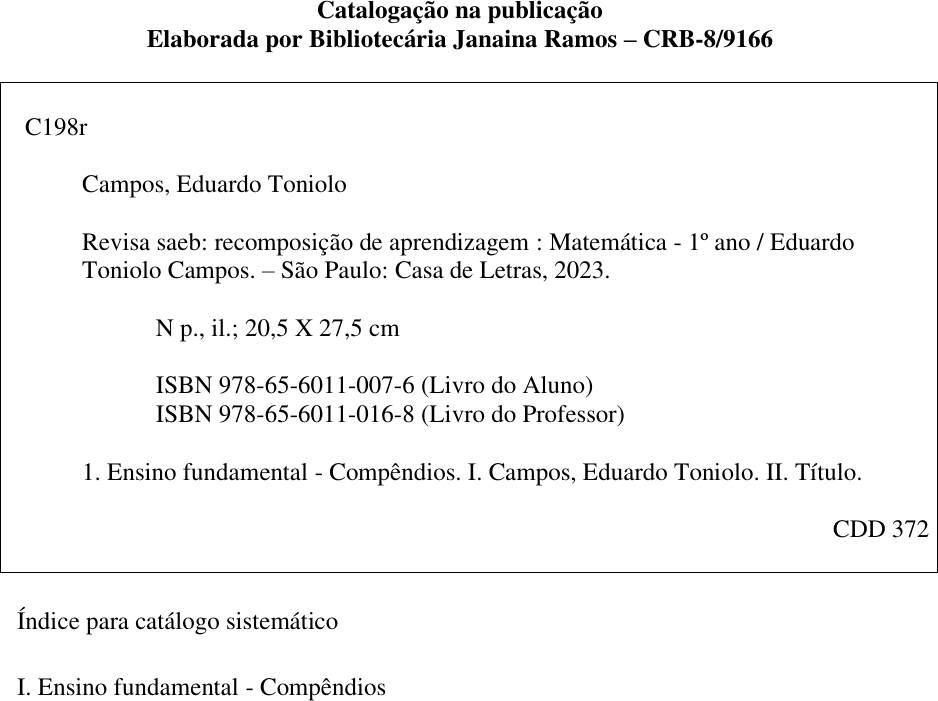 Catalogação na publicação
Elaborada por Bibliotecária Janaina Ramos – CRB-8/9166
C198r
Campos, Eduardo Toniolo
Revisa saeb: recomposição de aprendizagem : Matemática - 1º ano / Eduardo
Toniolo Campos. – São Paulo: Casa de Letras, 2023.
N p., il.; 20,5 X 27,5 cm
ISBN 978-65-6011-007-6 (Livro do Aluno)
ISBN 978-65-6011-016-8 (Livro do Professor)
1. Ensino fundamental - Compêndios. I. Campos, Eduardo Toniolo. II. Título.
CDD 372
Índice para catálogo sistemático
I. Ensino fundamental - Compêndios